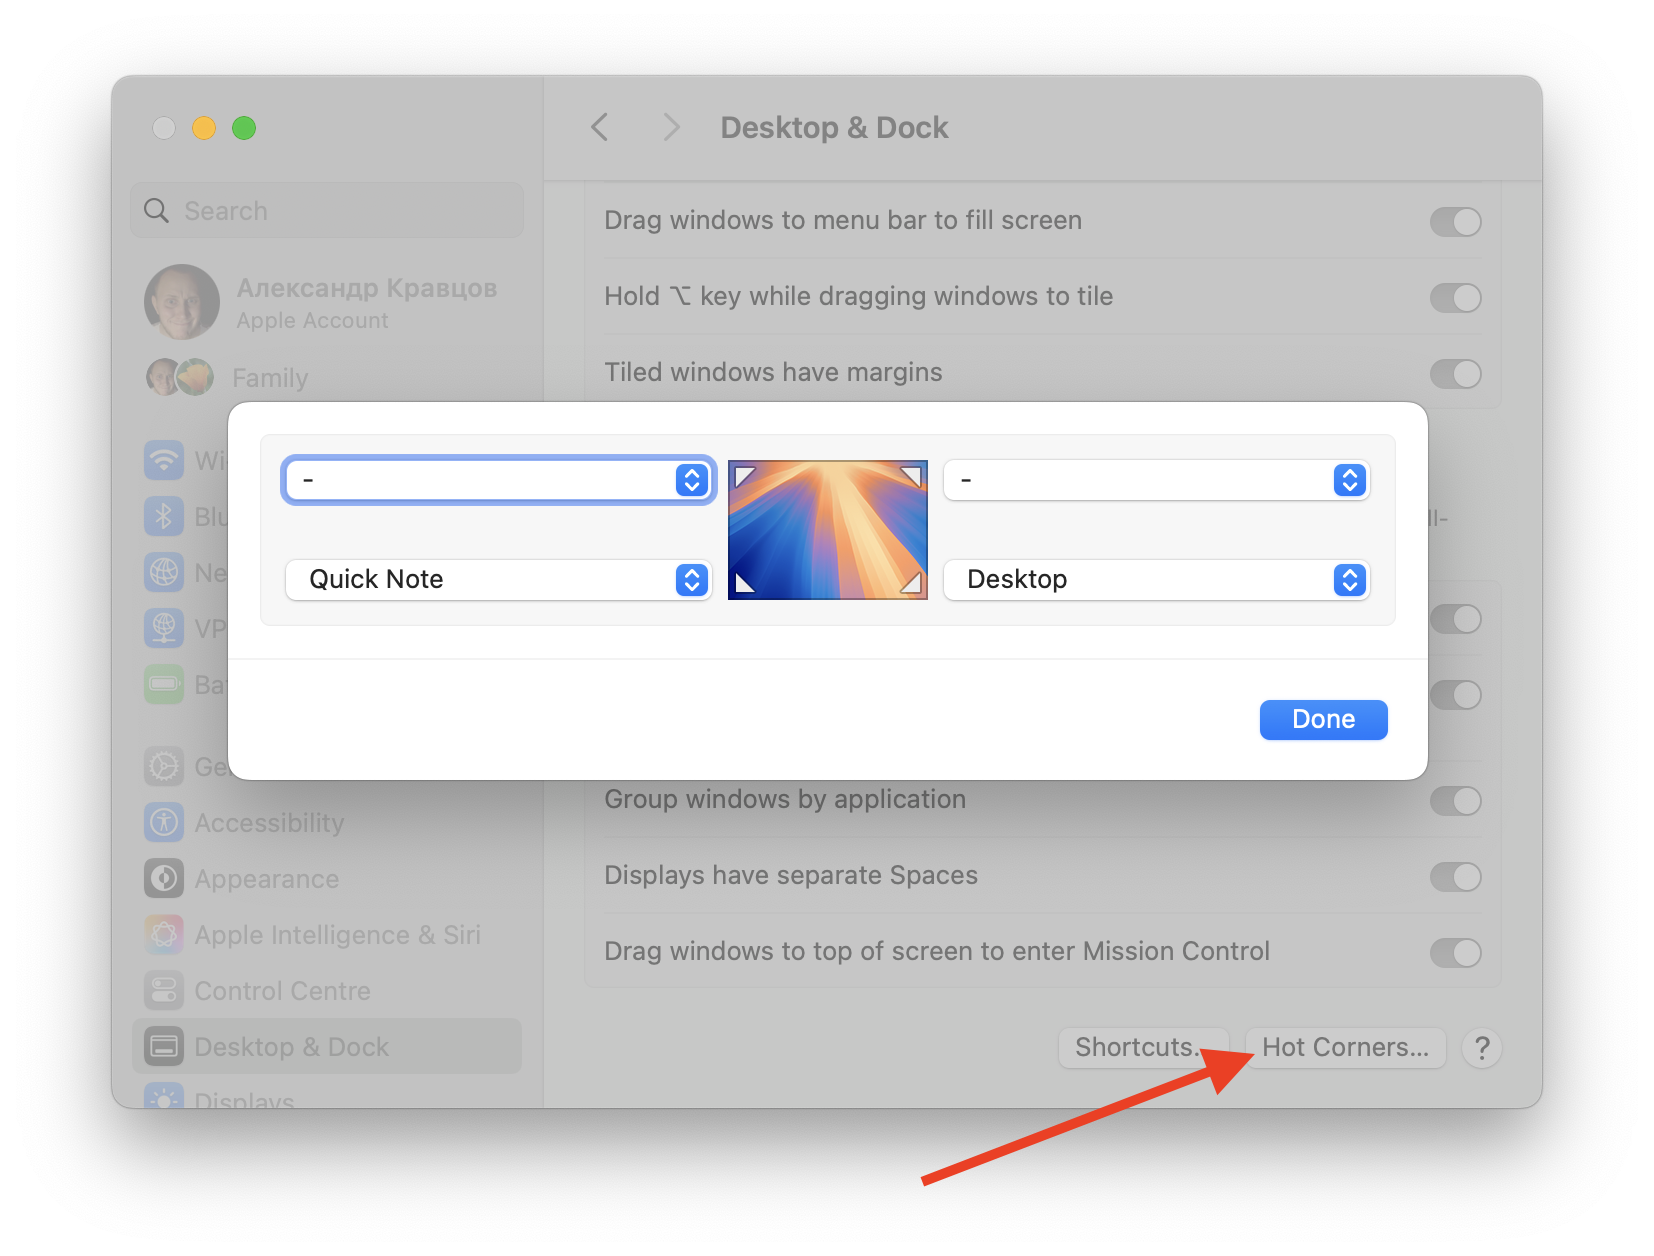 Desktop & Dock
Search
Александр Кравцов
Apple Account
Family
Wi
Blu
Ne
VP
Bat
Ge
Accessibility
Appearance
Apple Intelligence & Siri
Control Centre
Desktop & Dock
Displays
Drag windows to menu bar to fill screen
Hold ⌥ key while dragging windows to tile
Tiled windows have margins
ll-
-
-
Quick Note
Desktop
Done
Group windows by application
Displays have separate Spaces
Drag windows to top of screen to enter Mission Control
Shortcuts...
Hot Corners...
?